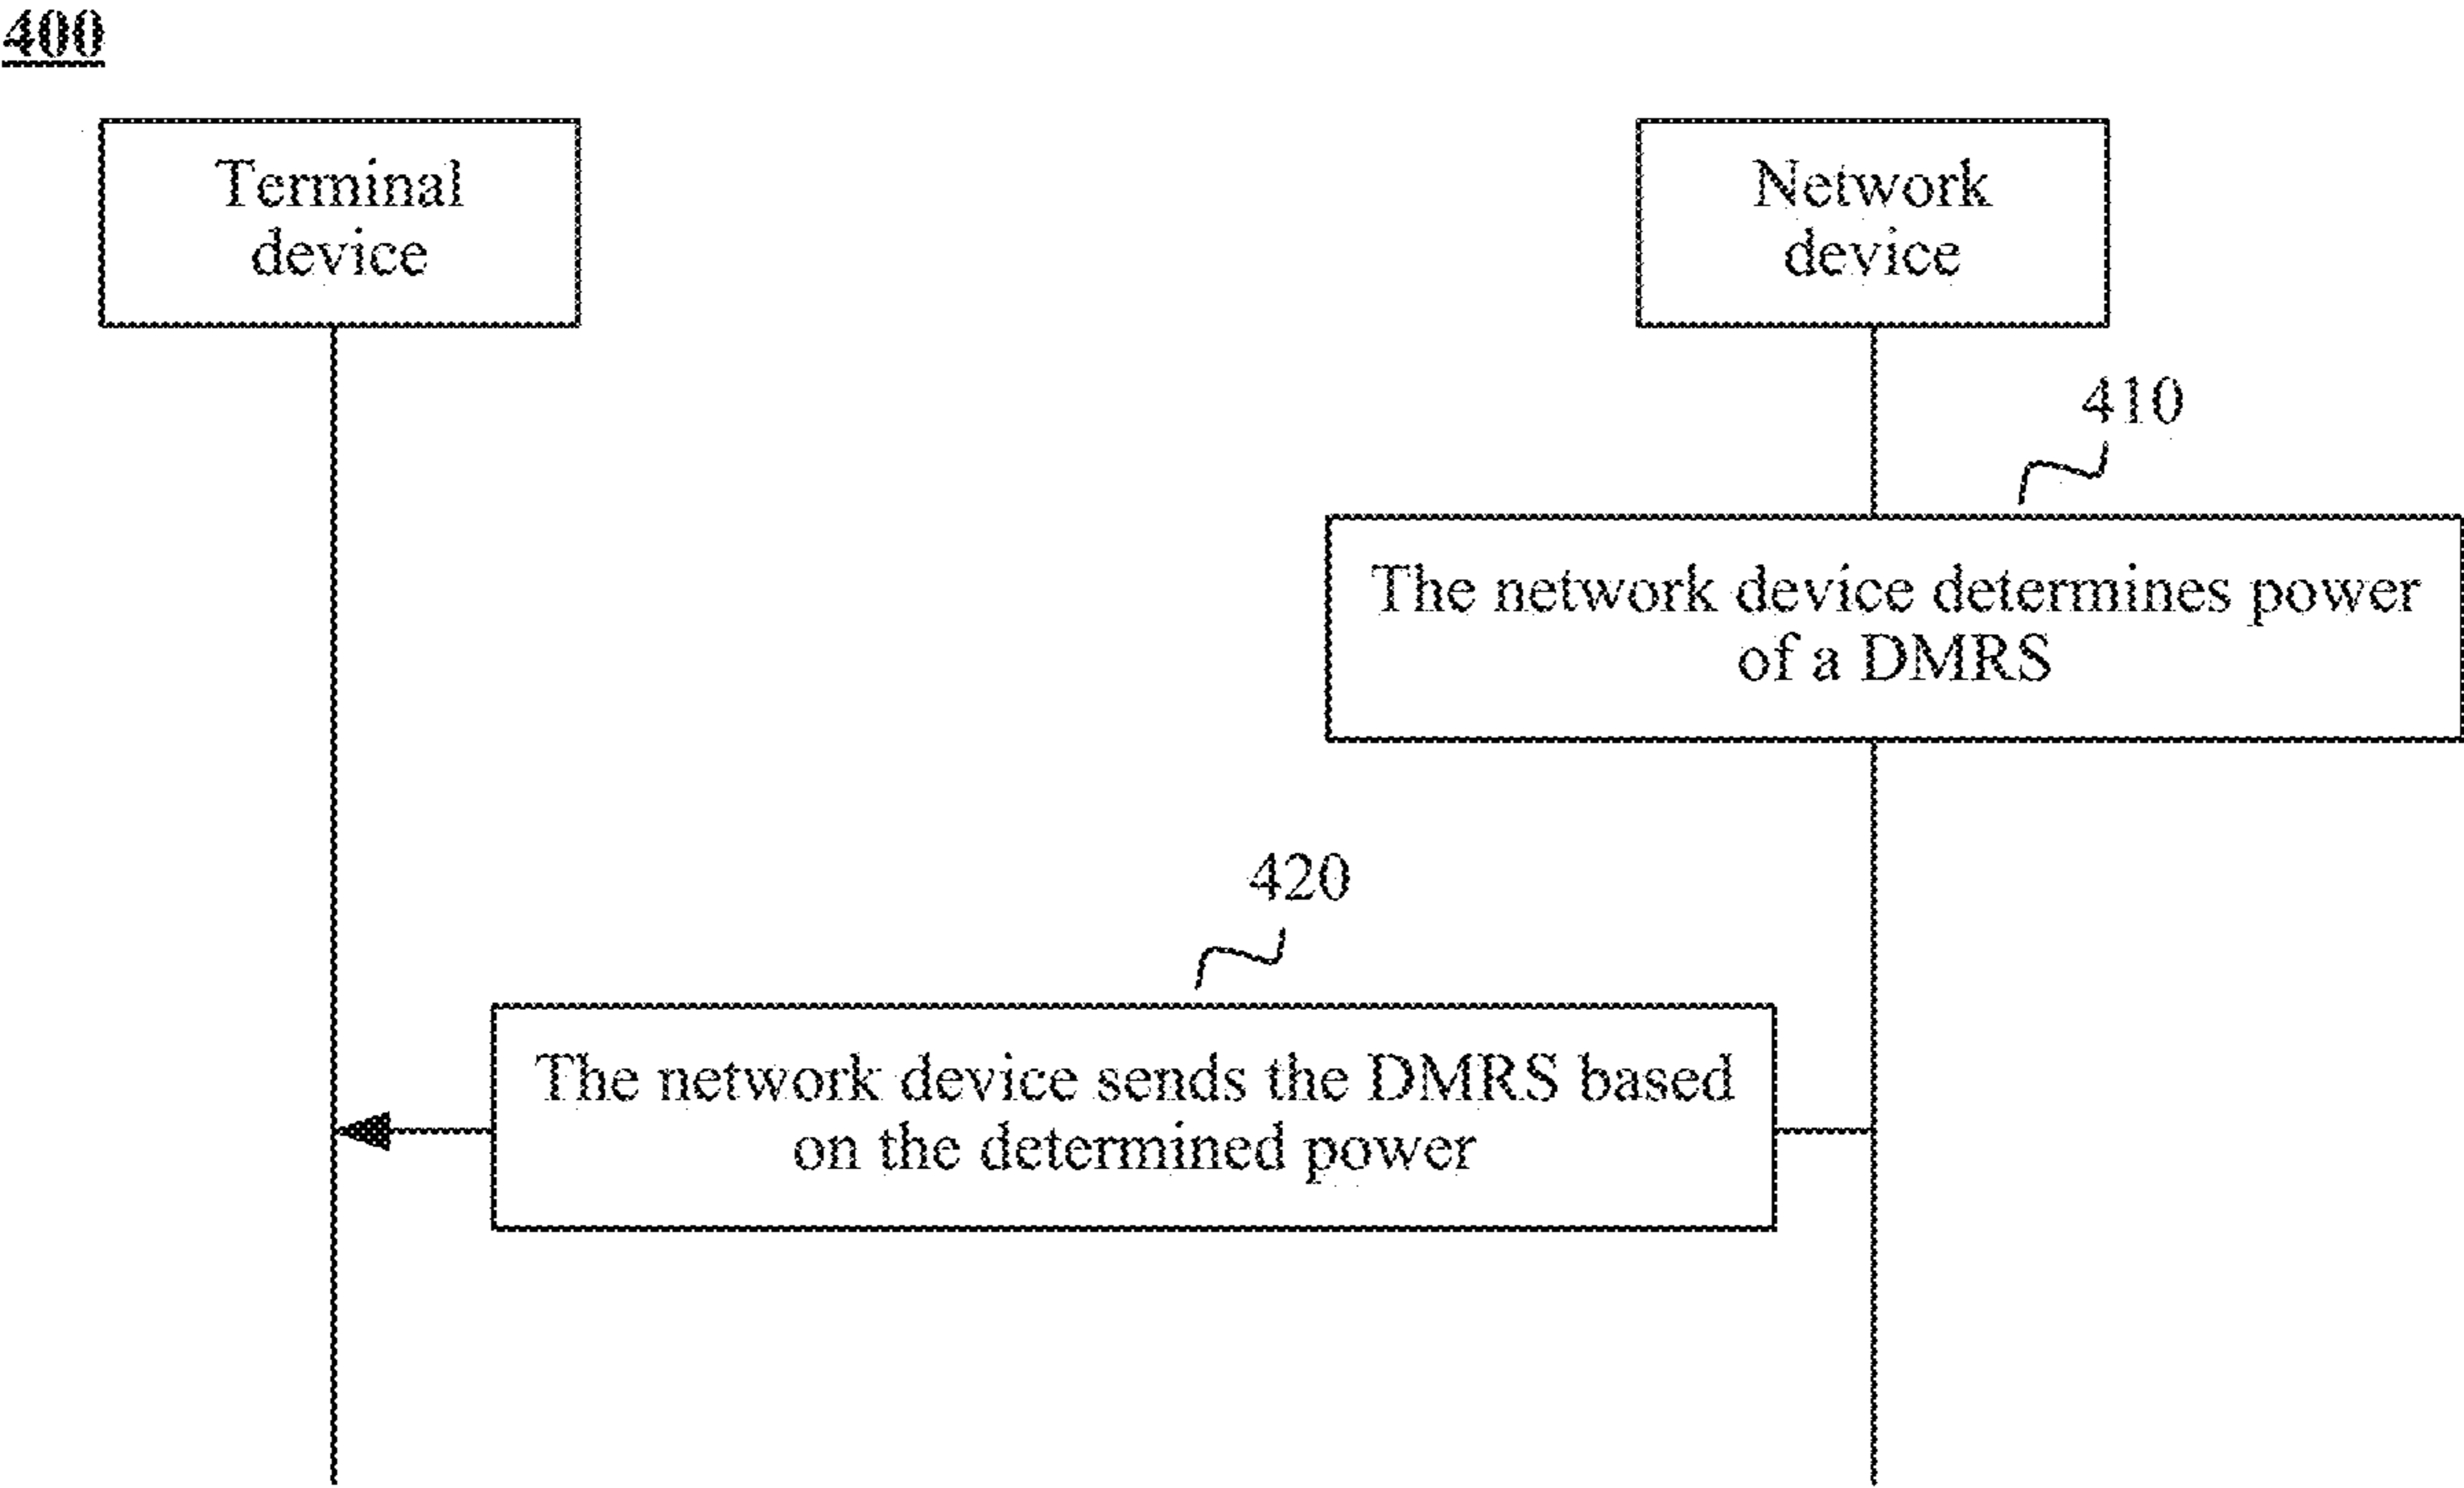 400
Terminal
device
Network
device
410
The network device determines power
of a DMRS
420
The network device sends the DMRS based
on the determined power